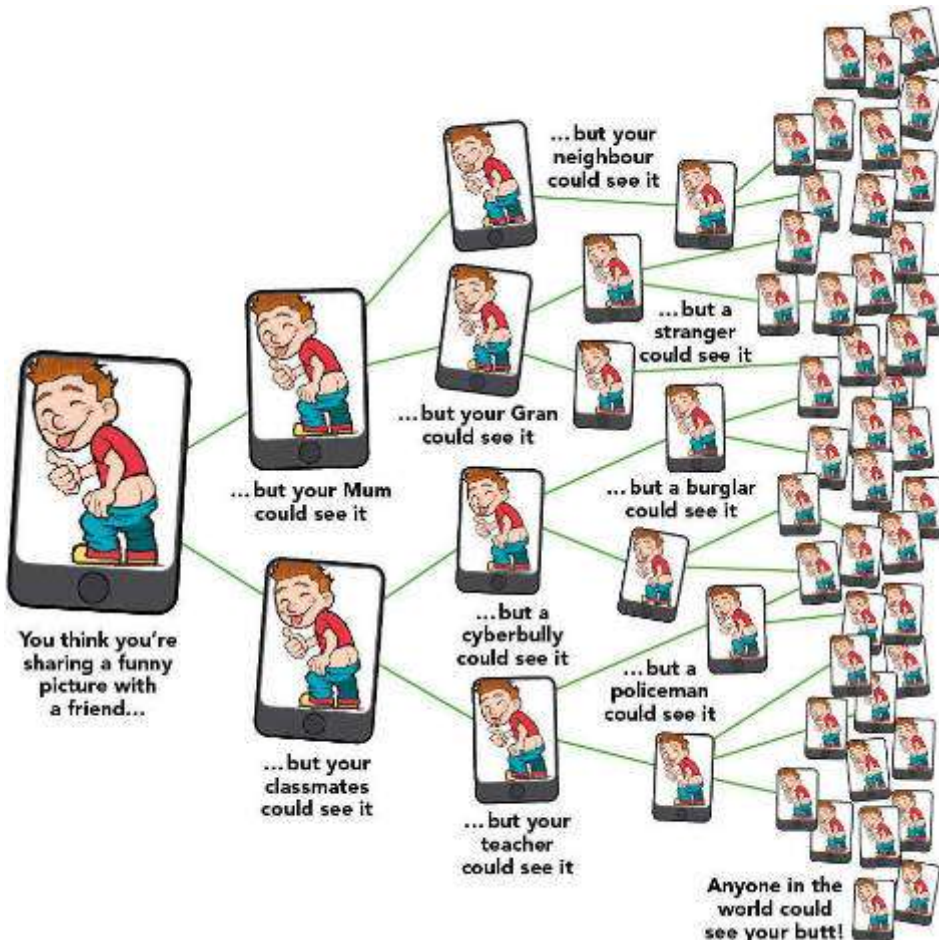 You think you're
sharing a funny
picture with
a friend...
...but your Mum
could see it
...but your
classmates
could see it
...but your
neighbour
could see it
...but your Gran
could see it
...but a
cyberbully
could see it
...but your
teacher
could see it
...but a
stranger
could see it
...but a burglar
could see it
...but a
policeman
could see it
Anyone in the
world could
see your butt!